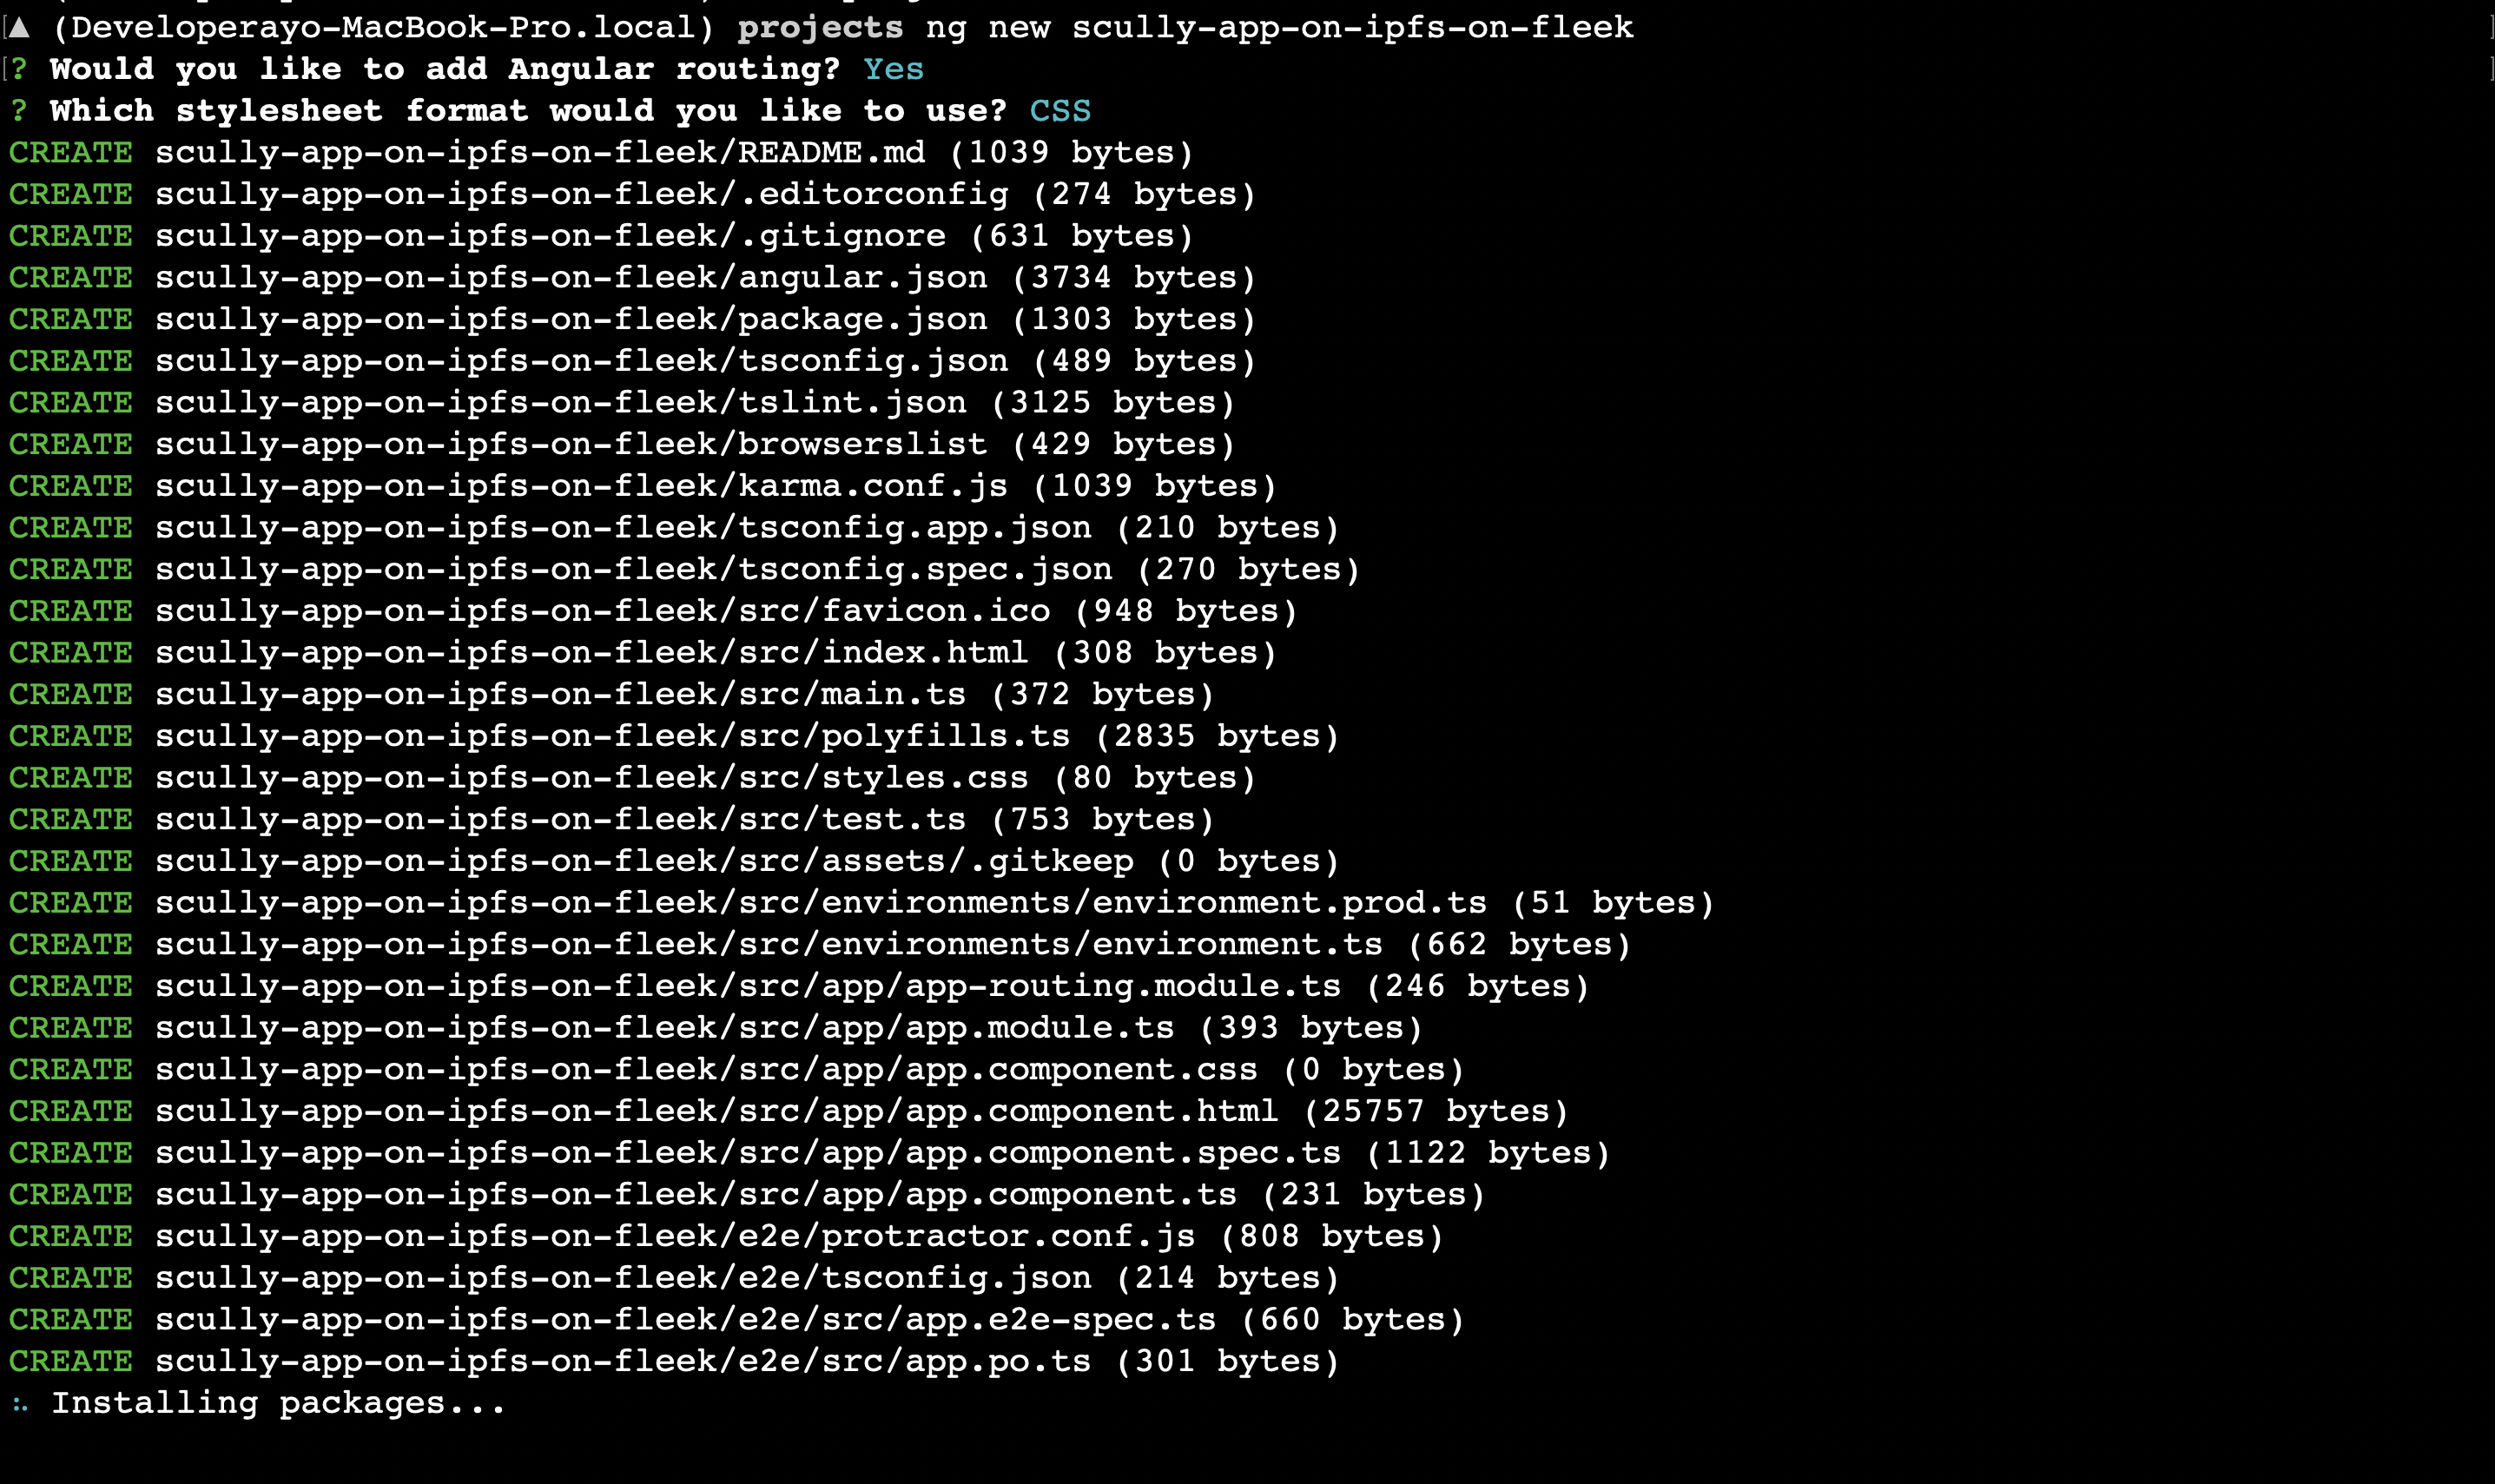 ▲ (Developerayo-MacBook-Pro.local) projects ng new scully-app-on-ipfs-on-fleek
? Would you like to add Angular routing? Yes
? Which stylesheet format would you like to use? CSS
CREATE scully-app-on-ipfs-on-fleek/README.md (1039 bytes)
CREATE scully-app-on-ipfs-on-fleek/.editorconfig (274 bytes)
CREATE scully-app-on-ipfs-on-fleek/.gitignore (631 bytes)
CREATE scully-app-on-ipfs-on-fleek/angular.json (3734 bytes)
CREATE scully-app-on-ipfs-on-fleek/package.json (1303 bytes)
CREATE scully-app-on-ipfs-on-fleek/tsconfig.json (489 bytes)
CREATE scully-app-on-ipfs-on-fleek/tslint.json (3125 bytes)
CREATE scully-app-on-ipfs-on-fleek/browserslist (429 bytes)
CREATE scully-app-on-ipfs-on-fleek/karma.conf.js (1039 bytes)
CREATE scully-app-on-ipfs-on-fleek/tsconfig.app.json (210 bytes)
CREATE scully-app-on-ipfs-on-fleek/tsconfig.spec.json (270 bytes)
CREATE scully-app-on-ipfs-on-fleek/src/favicon.ico (948 bytes)
CREATE scully-app-on-ipfs-on-fleek/src/index.html (308 bytes)
CREATE scully-app-on-ipfs-on-fleek/src/main.ts (372 bytes)
CREATE scully-app-on-ipfs-on-fleek/src/polyfills.ts (2835 bytes)
CREATE scully-app-on-ipfs-on-fleek/src/styles.css (80 bytes)
CREATE scully-app-on-ipfs-on-fleek/src/test.ts (753 bytes)
CREATE scully-app-on-ipfs-on-fleek/src/assets/.gitkeep (0 bytes)
CREATE scully-app-on-ipfs-on-fleek/src/environments/environment.prod.ts (51 bytes)
CREATE scully-app-on-ipfs-on-fleek/src/environments/environment.ts (662 bytes)
CREATE scully-app-on-ipfs-on-fleek/src/app/app-routing.module.ts (246 bytes)
CREATE scully-app-on-ipfs-on-fleek/src/app/app.module.ts (393 bytes)
CREATE scully-app-on-ipfs-on-fleek/src/app/app.component.css (0 bytes)
CREATE scully-app-on-ipfs-on-fleek/src/app/app.component.html (25757 bytes)
CREATE scully-app-on-ipfs-on-fleek/src/app/app.component.spec.ts (1122 bytes)
CREATE scully-app-on-ipfs-on-fleek/src/app/app.component.ts (231 bytes)
CREATE scully-app-on-ipfs-on-fleek/e2e/protractor.conf.js (808 bytes)
CREATE scully-app-on-ipfs-on-fleek/e2e/tsconfig.json (214 bytes)
CREATE scully-app-on-ipfs-on-fleek/e2e/src/app.e2e-spec.ts (660 bytes)
CREATE scully-app-on-ipfs-on-fleek/e2e/src/app.po.ts (301 bytes)
Installing packages...